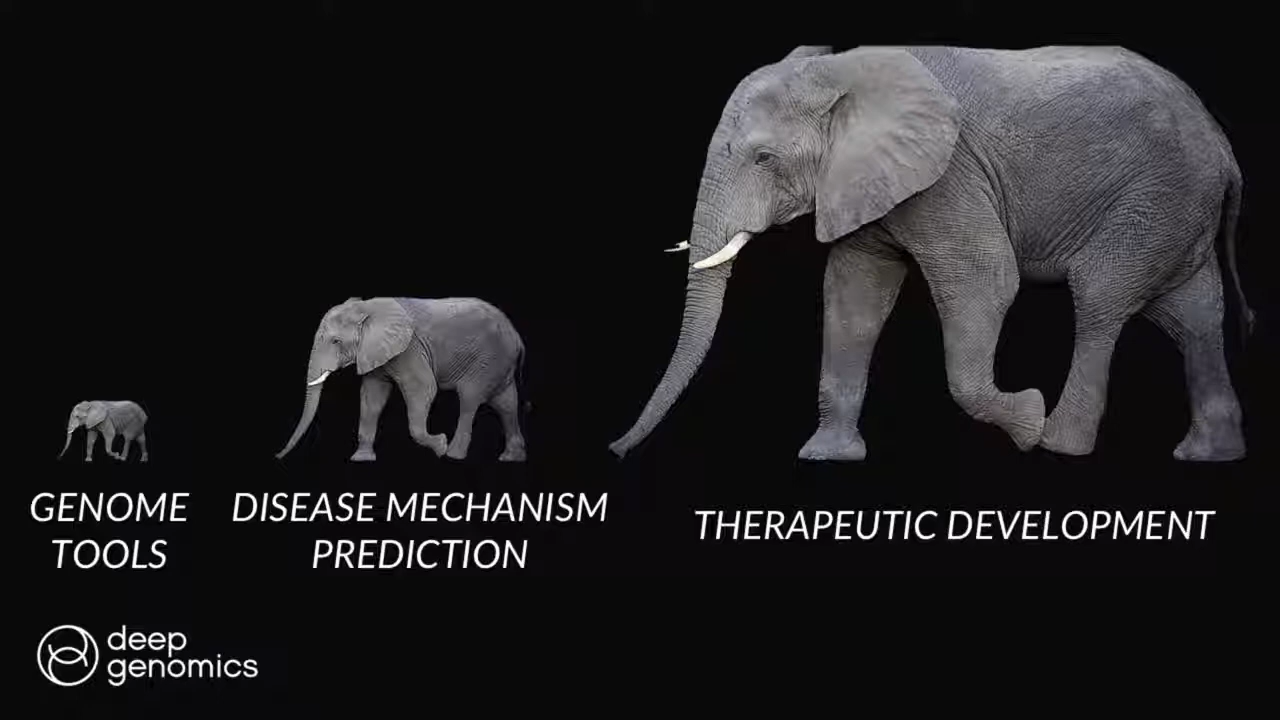 GENOME
TOOLS
DISEASE MECHANISM
PREDICTION
THERAPEUTIC DEVELOPMENT
deep
genomics